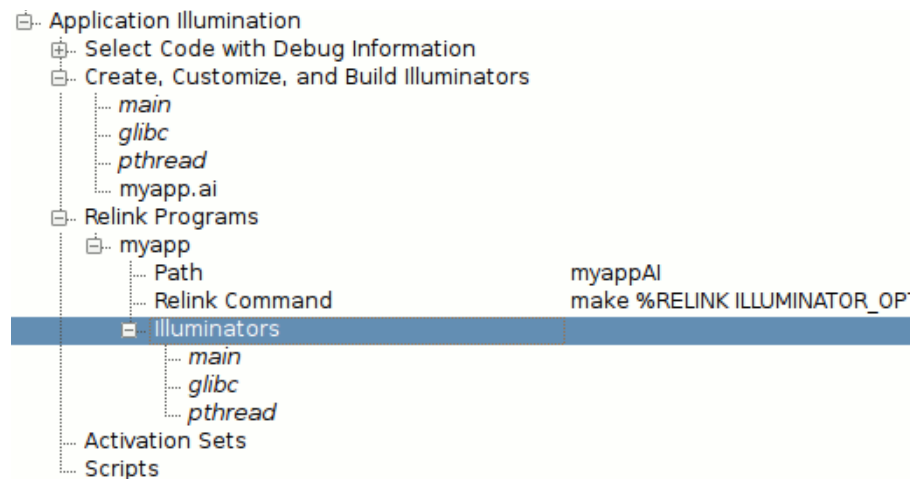 Application Illumination
Select Code with Debug Information
Create, Customize, and Build Illuminators
main
glibc
pthread
myapp.ai
Relink Programs
myapp
Path myappAI
Relink Command make %RELINK ILLUMINATOR_OPT
Illuminators
main
glibc
pthread
Activation Sets
Scripts